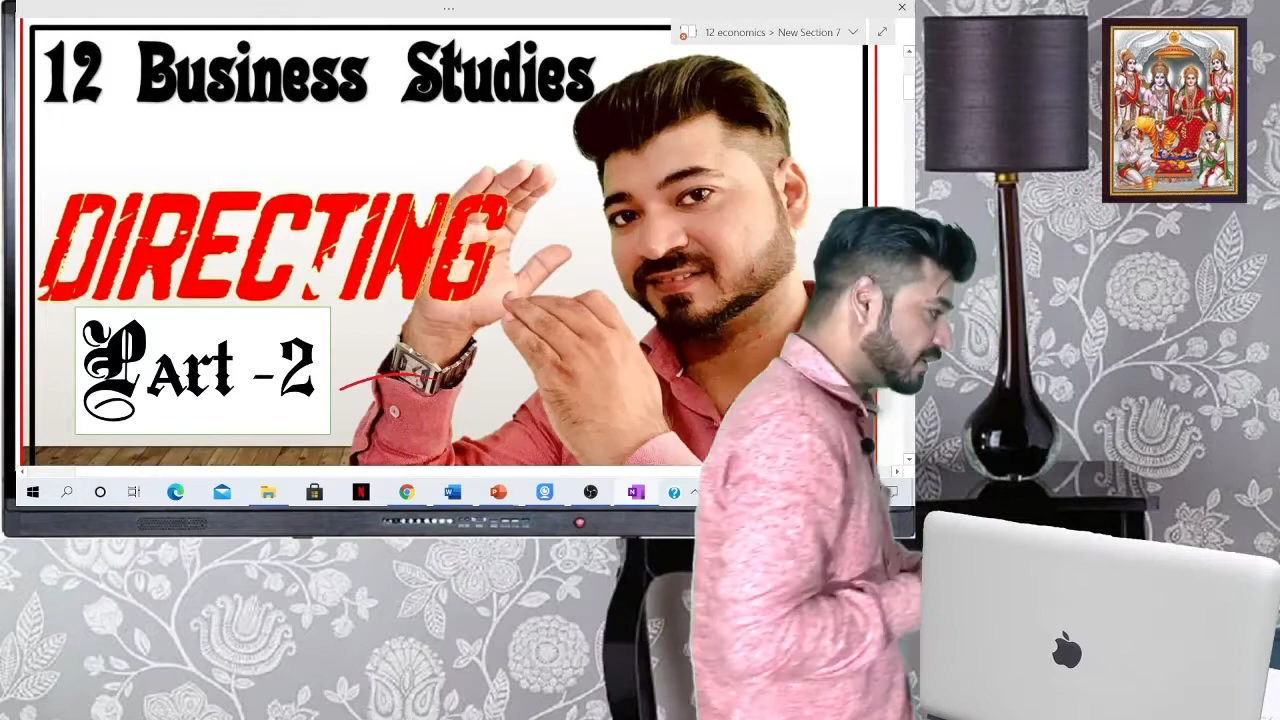 12 economics > New Section 7
12 Business Studies
DIRECTING
Part -2